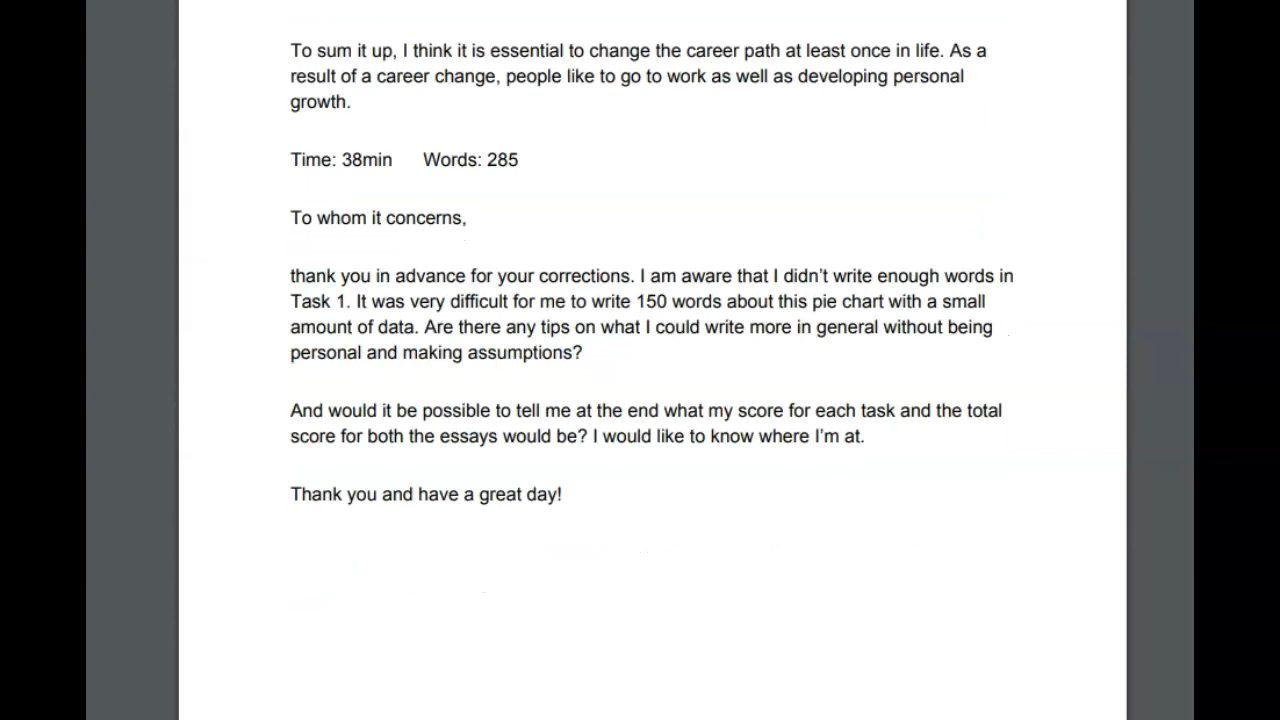 To sum it up, I think it is essential to change the career path at least once in life. As a
result of a career change, people like to go to work as well as developing personal
growth.
Time: 38min Words: 285
To whom it concerns,
thank you in advance for your corrections. I am aware that I didn't write enough words in
Task 1. It was very difficult for me to write 150 words about this pie chart with a small
amount of data. Are there any tips on what I could write more in general without being
personal and making assumptions?
And would it be possible to tell me at the end what my score for each task and the total
score for both the essays would be? I would like to know where I'm at.
Thank you and have a great day!